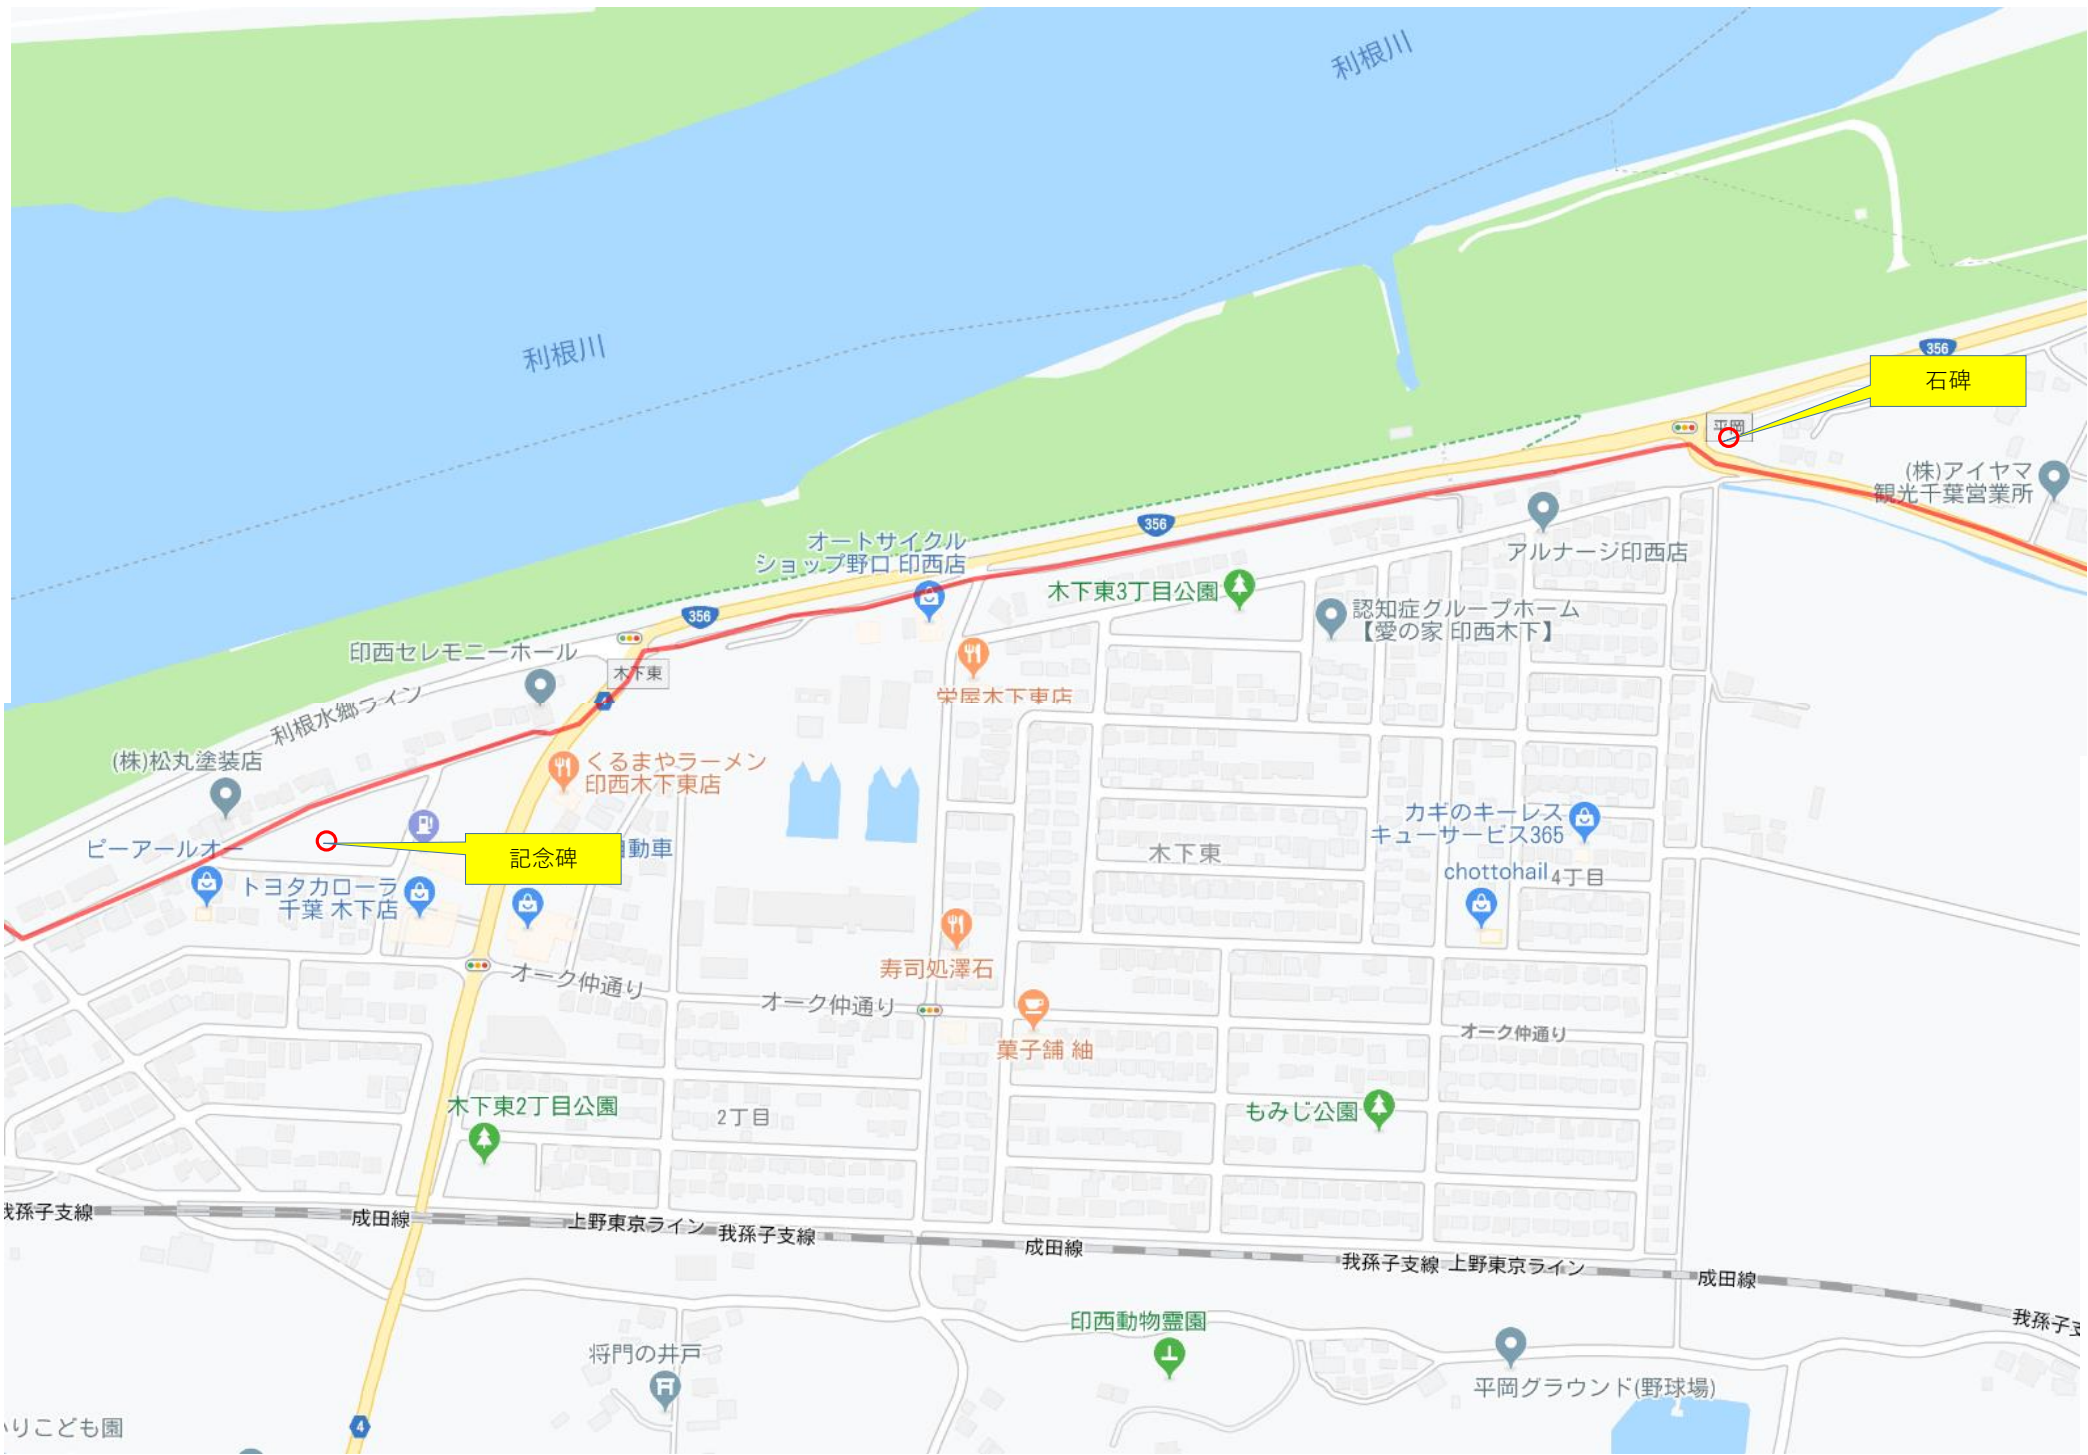 利根川
利根川
356
石碑
平岡
(株)アイヤマ
観光千葉営業所
356
オートサイクル
ショップ野口 印西店
アルナージ印西店
木下東3丁目公園
認知症グループホーム
【愛の家 印西木下】
356
印西セレモニーホール
木下東
栄屋木下東店
4
利根水郷ライン
(株)松丸塗装店
くるまやラーメン
印西木下東店
カギのキーレス
キューサービス365
ピーアールオー
記念碑
動車
木下東
トヨタカローラ
千葉 木下店
chottohail
4丁目
寿司処澤石
オーク仲通り
オーク仲通り
オーク仲通り
菓子舗 紬
木下東2丁目公園
2丁目
もみじ公園
我孫子支線
成田線
上野東京ライン
我孫子支線
成田線
我孫子支線
上野東京ライン
成田線
我孫子支
印西動物霊園
将門の井戸
平岡グラウンド(野球場)
りこども園
4